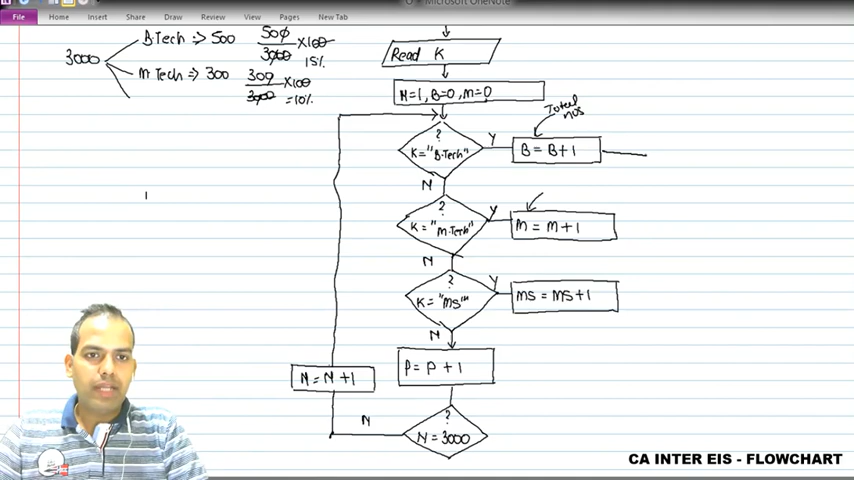 Microsoft OneNote
File Home Insert Share Draw Review View Pages New Tab
3000
B Tech => 500 500/3000 ×100 15%
M Tech => 300 300/3000 ×100 =10%
Read K
N=1, B=0, M=0
Total nos
?
K="B.Tech"
Y
B = B+1
N
?
K="M.Tech"
Y
M = M+1
N
?
K="MS"
Y
MS = MS+1
N
P = P + 1
N = N+1
N
?
N = 3000
CA INTER EIS - FLOWCHART